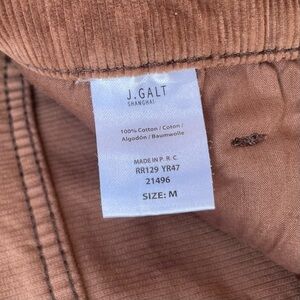 J.GALT
SHANGHAI
100% Cotton / Coton /
Algodón / Baumwolle
MADE IN P. R. C.
RR129 YR47
21496
SIZE: M